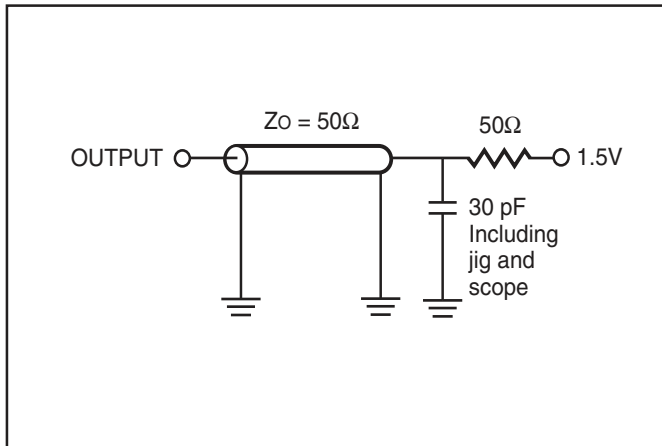 ZO = 50Ω
50Ω
OUTPUT
1.5V
30 pF
Including
jig and
scope